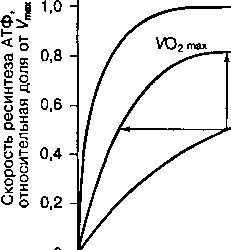 Скорость ресинтеза АТФ,
относительная доля от Vmax
1,0
0,8
0,6
0,4
0,2
0
VO2 max